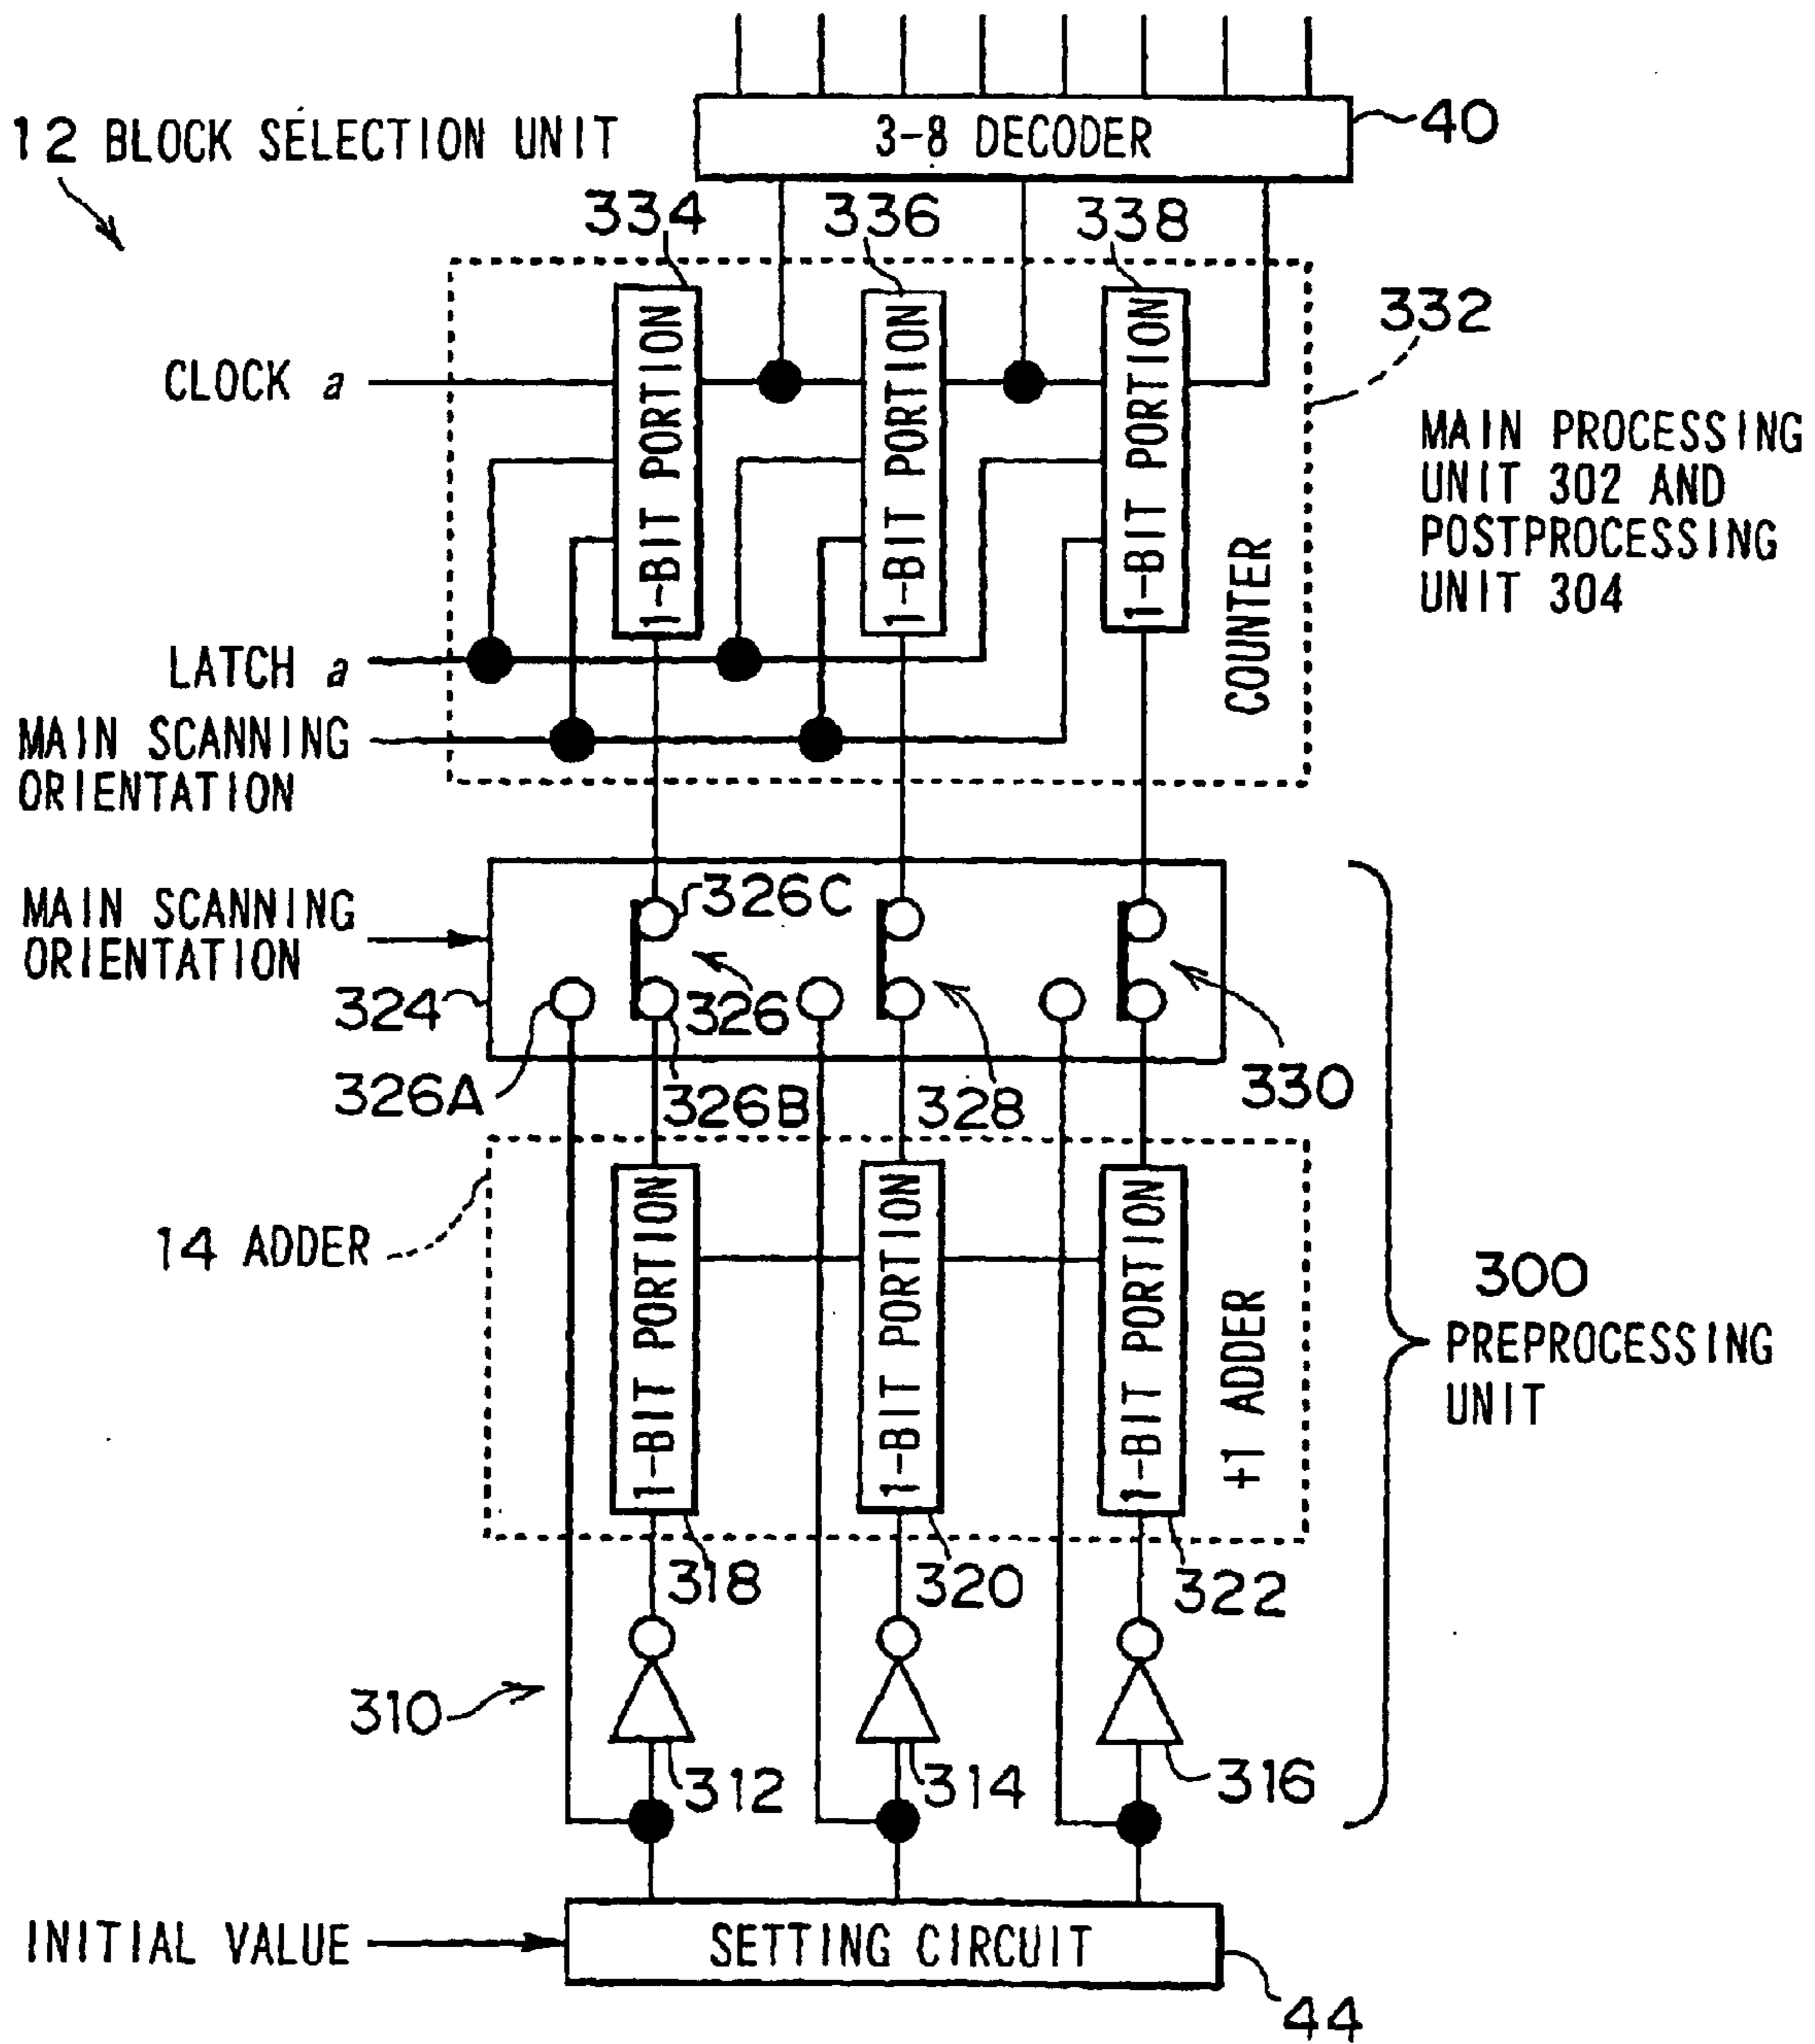 12 BLOCK SELECTION UNIT
3-8 DECODER
40
334
336
338
332
CLOCK a
1-BIT PORTION
1-BIT PORTION
1-BIT PORTION
MAIN PROCESSING
UNIT 302 AND
POSTPROCESSING
UNIT 304
COUNTER
LATCH a
MAIN SCANNING
ORIENTATION
MAIN SCANNING
ORIENTATION
326C
324
326
326A
326B
328
330
14 ADDER
1-BIT PORTION
1-BIT PORTION
1-BIT PORTION
+1 ADDER
300
PREPROCESSING
UNIT
318
320
322
310
312
314
316
INITIAL VALUE
SETTING CIRCUIT
44